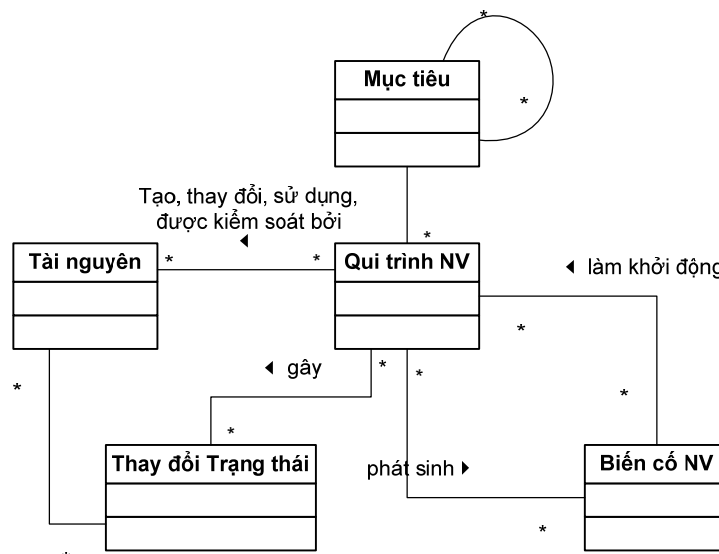 *
Mục tiêu
*
Tạo, thay đổi, sử dụng,
được kiểm soát bởi
◄
*
Tài nguyên
*
*
Qui trình NV
◄ làm khởi động
*
*
◄ gây
*
*
*
*
Thay đổi Trạng thái
phát sinh ►
Biến cố NV
*
*